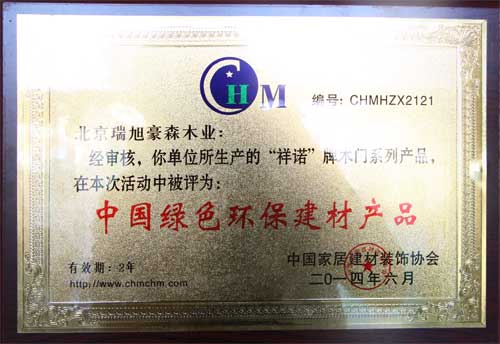 CHM
编号: CHMHZX2121
北京瑞旭豪森木业:
经审核, 你单位所生产的“祥诺”牌木门系列产品,
在本次活动中被评为:
中国绿色环保建材产品
有效期: 2年
http://www.chmchm.com
中国家居建材装饰协会
二〇一四年六月